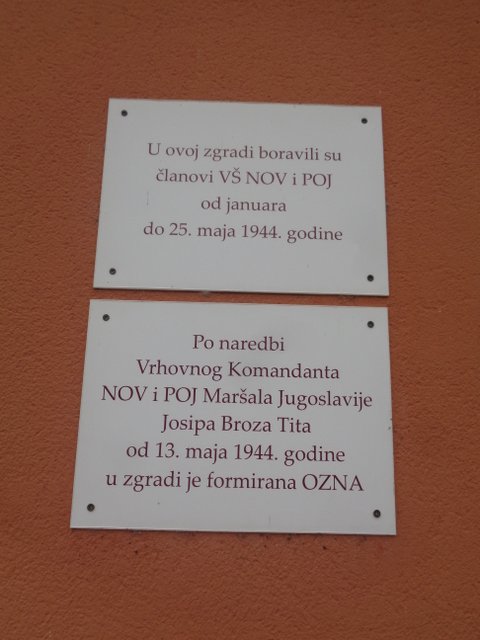 U ovoj zgradi boravili su
članovi VŠ NOV i POJ
od januara
do 25. maja 1944. godine
Po naredbi
Vrhovnog Komandanta
NOV i POJ Maršala Jugoslavije
Josipa Broza Tita
od 13. maja 1944. godine
u zgradi je formirana OZNA